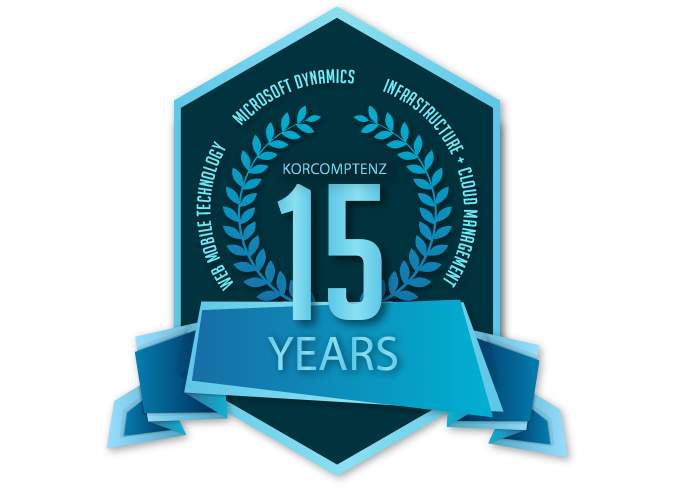 WEB MOBILE TECHNOLOGY
MICROSOFT DYNAMICS
INFRASTRUCTURE + CLOUD MANAGEMENT
KORCOMPTENZ
15
YEARS